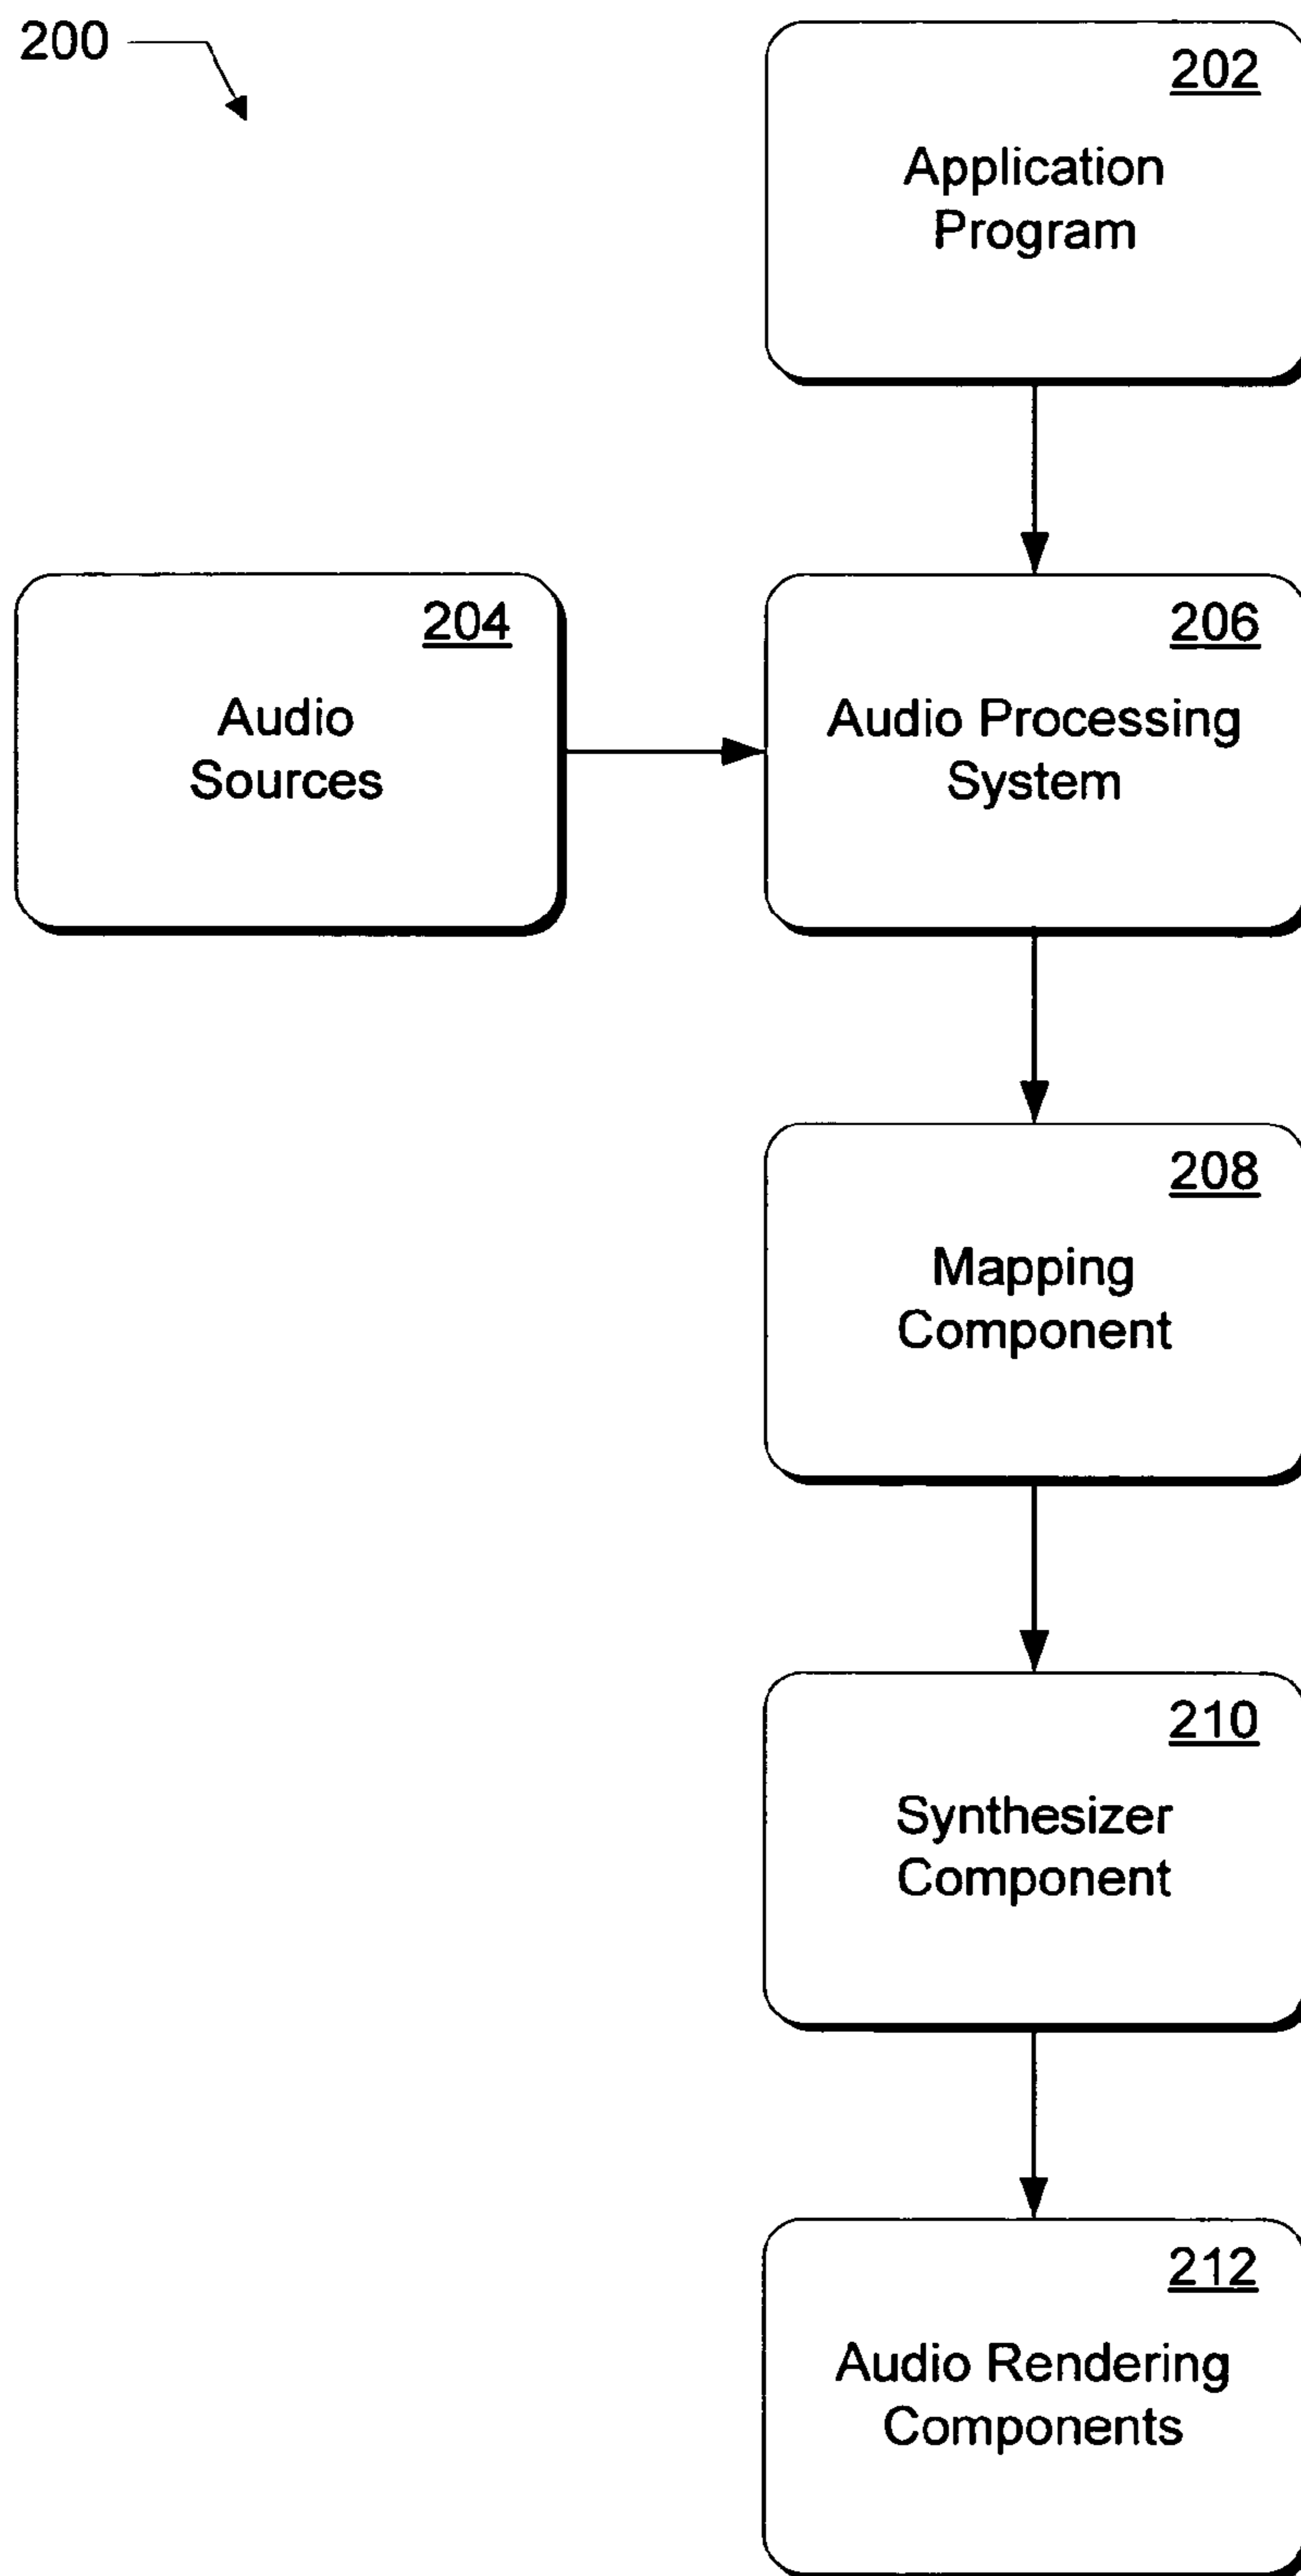 200
202
Application
Program
204
Audio
Sources
206
Audio Processing
System
208
Mapping
Component
210
Synthesizer
Component
212
Audio Rendering
Components